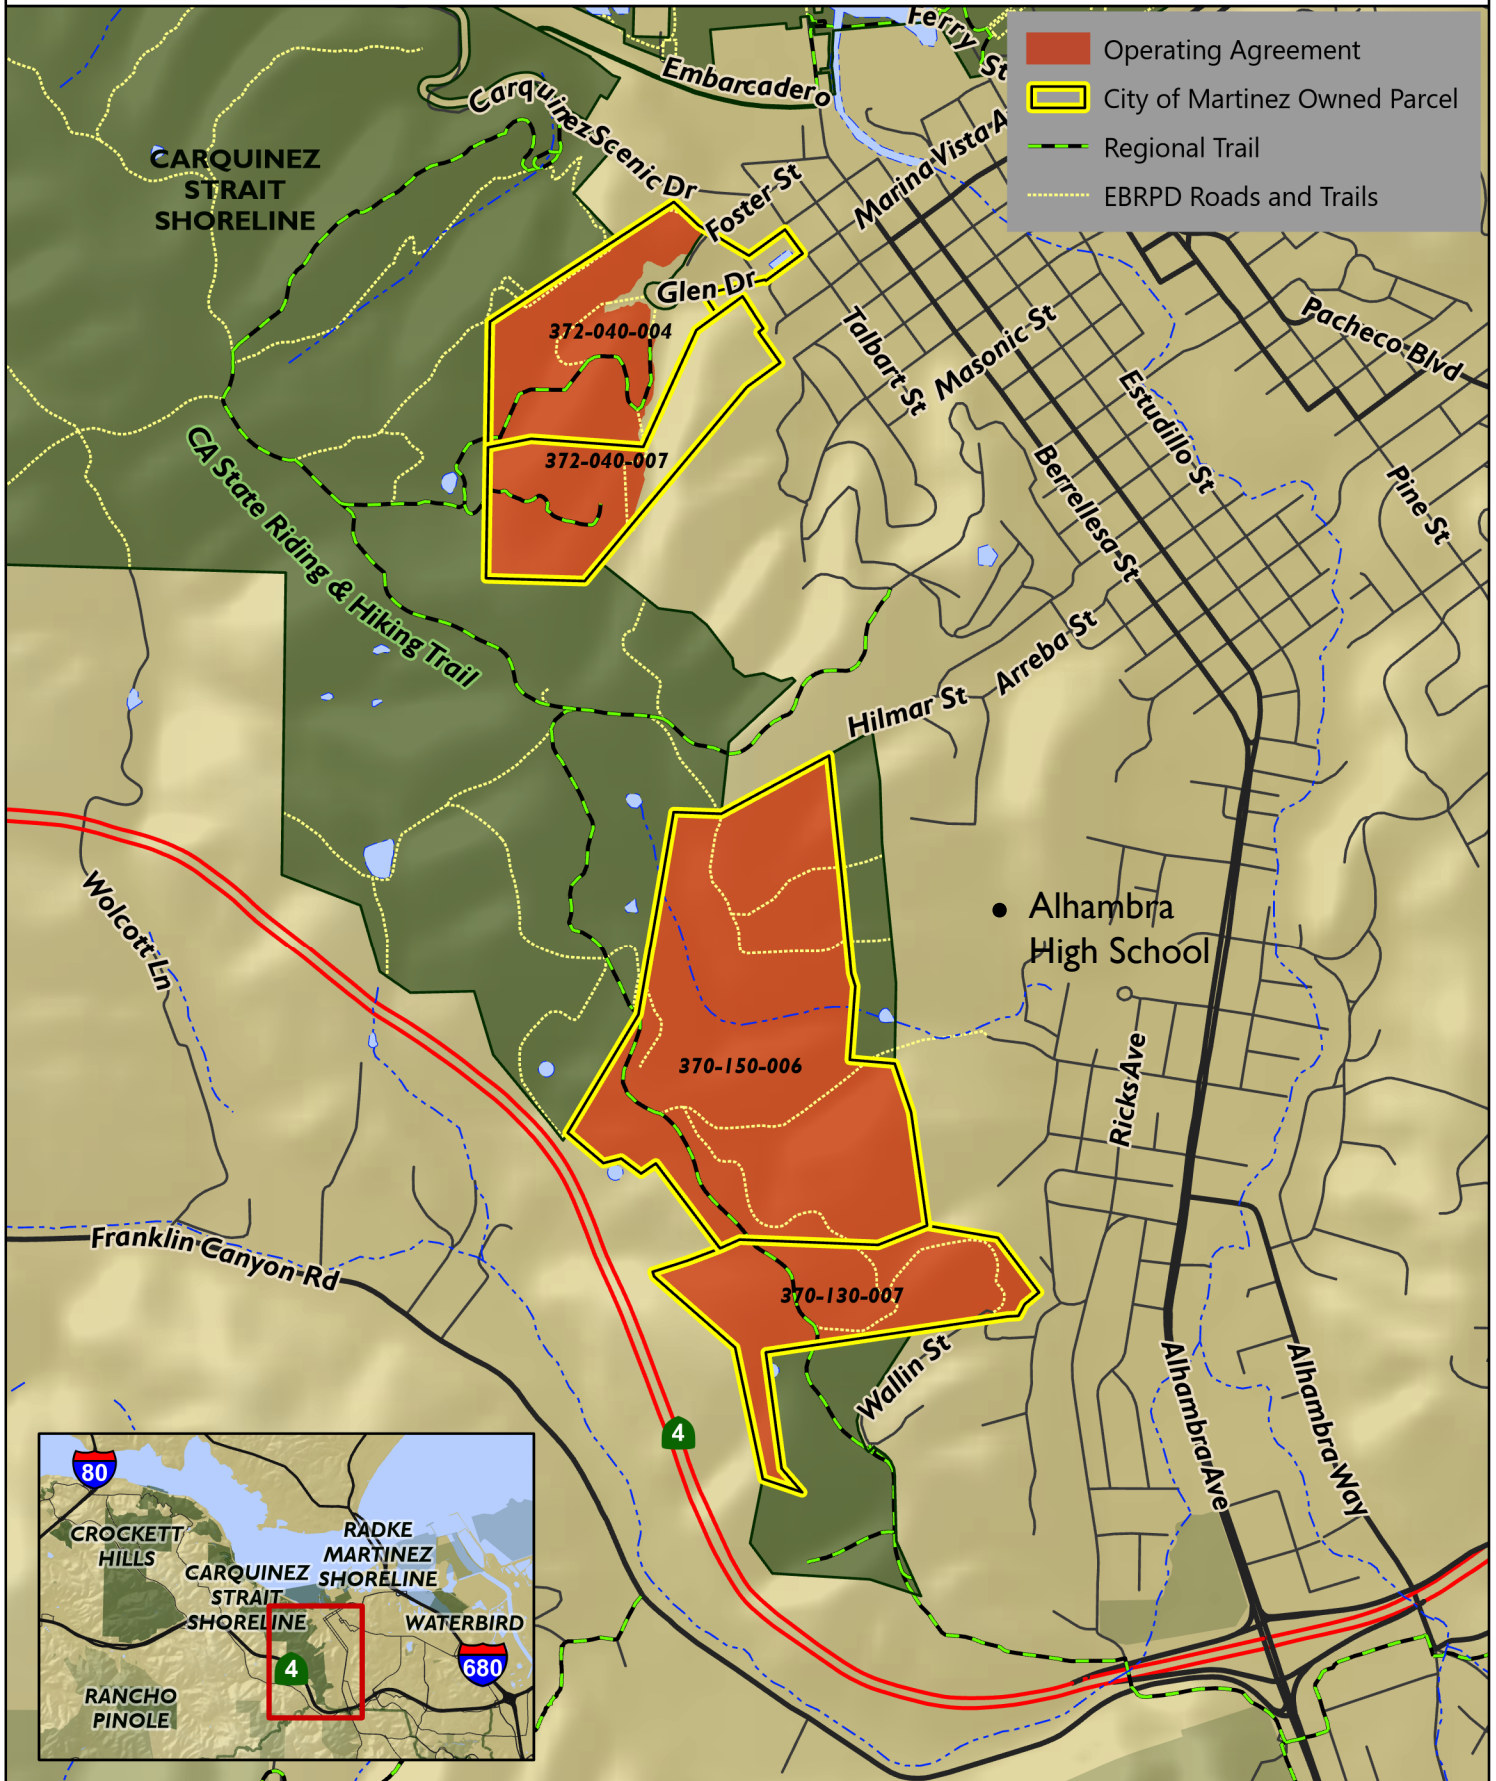 Ferry St
Embarcadero
Carquinez Scenic Dr
Operating Agreement
City of Martinez Owned Parcel
Regional Trail
EBRPD Roads and Trails
CARQUINEZ
STRAIT
SHORELINE
Marina Vista A
Foster St
Glen Dr
372-040-004
Talbart St
Masonic St
Pacheco Blvd
Estudillo St
372-040-007
CA State Riding & Hiking Trail
Berrellesa St
Pine St
Arreba St
Hilmar St
Wolcott Ln
Alhambra
High School
370-150-006
Ricks Ave
Franklin Canyon Rd
370-130-007
Wallin St
Alhambra Ave
Alhambra Way
4
80
CROCKETT
HILLS
RADKE
MARTINEZ
SHORELINE
CARQUINEZ
STRAIT
SHORELINE
WATERBIRD
4
680
RANCHO
PINOLE